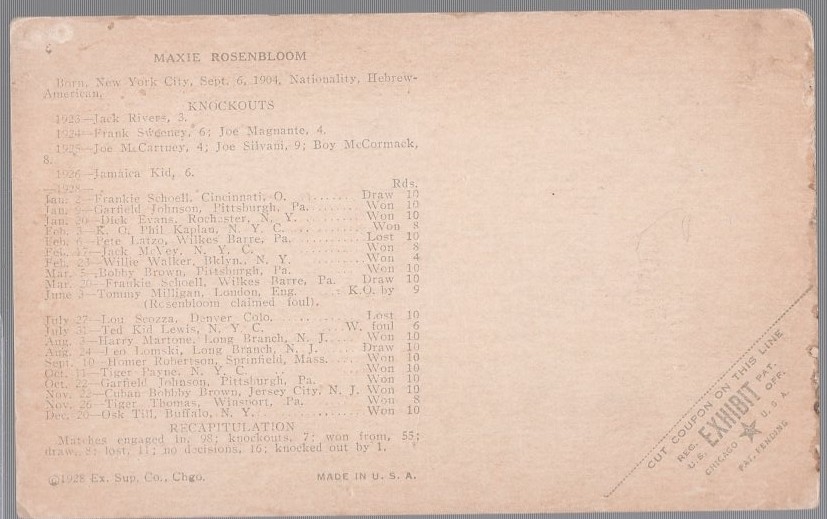 MAXIE ROSENBLOOM
Born, New York City, Sept. 6, 1904, Nationality, Hebrew-
American.
KNOCKOUTS
1923—Jack Rivers, 3.
1924—Frank Sweeney, 6; Joe Magnante, 4.
1925—Joe McCartney, 4; Joe Silvani, 9; Boy McCormack,
8.
1926—Jamaica Kid, 6.
—1928— Rds.
Jan. 2—Frankie Schoell, Cincinnati, O. ....... Draw 10
Jan. —Garfield Johnson, Pittsburgh, Pa. ....... Won 10
Jan. 20—Dick Evans, Rochester, N. Y. ........ Won 10
Feb. 3—K. O. Phil Kaplan, N. Y. C. ........ Won 8
Feb. 6—Pete Latzo, Wilkes Barre, Pa. ........ Lost 10
Feb. —Jack McVey, N. Y. C. ........ Won 8
Feb. 23—Willie Walker, Bklyn., N. Y. ........ Won 4
Mar. 5—Bobby Brown, Pittsburgh, Pa. ........ Won 10
Mar. 20—Frankie Schoell, Wilkes Barre, Pa. Draw 10
June —Tommy Milligan, London, Eng. ..: K.O. by 9
(Rosenbloom claimed foul).
July 27—Lou Scozza, Denver Colo. ........ Lost 10
July 31—Ted Kid Lewis, N. Y. C. ........ W. foul 6
Aug. 3—Harry Martone, Long Branch, N. J. .... Won 10
Aug. 24—Leo Lomski, Long Branch, N. J. .... Draw 10
Sept. 10—Homer Robertson, Sprinfield, Mass. .... Won 10
Oct. 11—Tiger Payne, N. Y. C. ........ Won 10
Oct. 22—Garfield Johnson, Pittsburgh, Pa. ..... Won 10
Nov. 22—Cuban Bobbby Brown, Jersey City, N. J. Won 10
Nov. 26—Tiger Thomas, Winsport, Pa. ........ Won 8
Dec. 20—Osk Till, Buffalo, N. Y. ........ Won 10
RECAPITULATION
Matches engaged in, 98; knockouts, 7; won from, 55;
draw, 8; lost, 11; no decisions, 16; knocked out by 1.
©1928 Ex. Sup. Co., Chgo. MADE IN U. S. A.
CUT COUPON ON THIS LINE
REG. U.S. EXHIBIT PAT. OFF.
CHICAGO ★ U. S. A.
PAT. PENDING